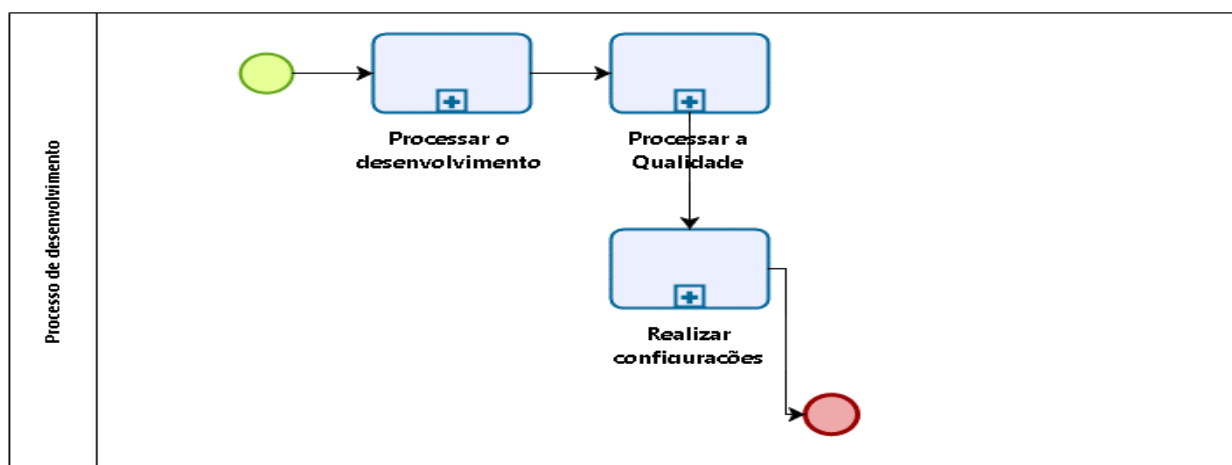 Processo de desenvolvimento
Processar o
desenvolvimento
Processar a
Qualidade
Realizar
configurações